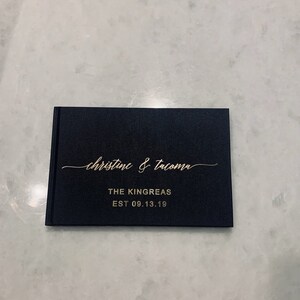 christine & tacoma
THE KINGREAS
EST 09.13.19